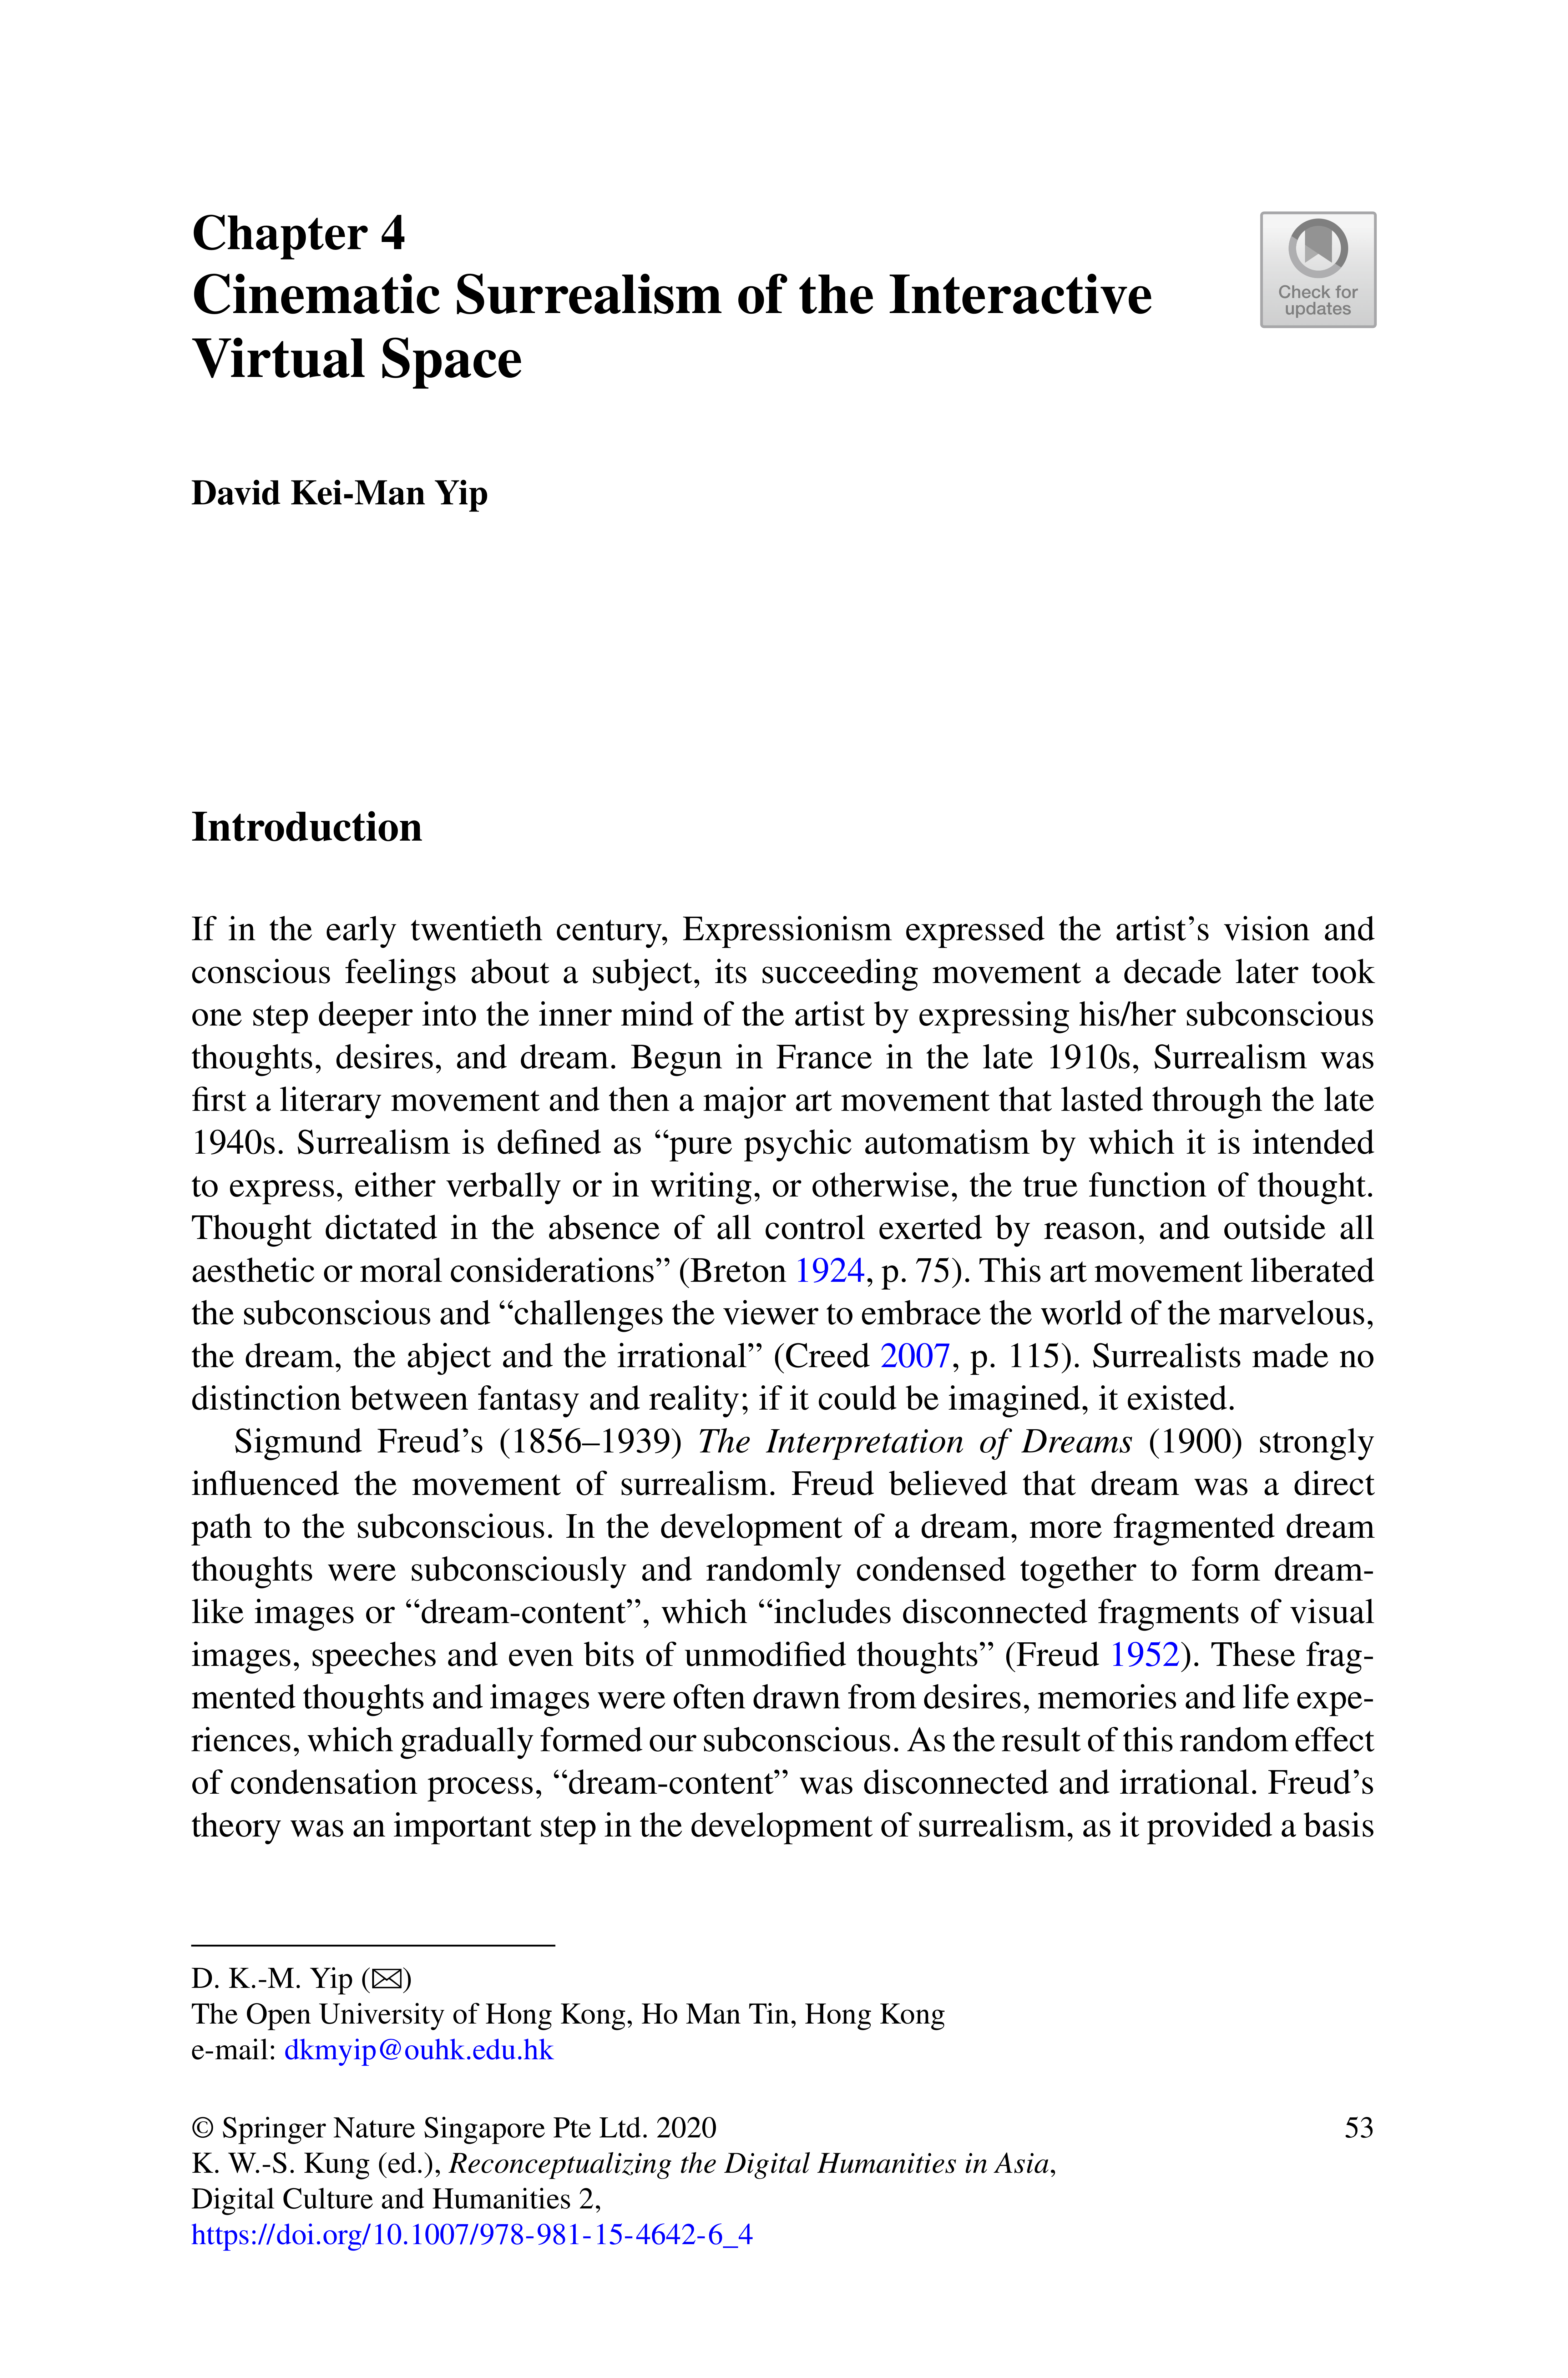 Chapter 4
Cinematic Surrealism of the Interactive
Virtual Space
Check for
updates
David Kei-Man Yip
Introduction
If in the early twentieth century, Expressionism expressed the artist’s vision and
conscious feelings about a subject, its succeeding movement a decade later took
one step deeper into the inner mind of the artist by expressing his/her subconscious
thoughts, desires, and dream. Begun in France in the late 1910s, Surrealism was
first a literary movement and then a major art movement that lasted through the late
1940s. Surrealism is defined as “pure psychic automatism by which it is intended
to express, either verbally or in writing, or otherwise, the true function of thought.
Thought dictated in the absence of all control exerted by reason, and outside all
aesthetic or moral considerations” (Breton 1924, p. 75). This art movement liberated
the subconscious and “challenges the viewer to embrace the world of the marvelous,
the dream, the abject and the irrational” (Creed 2007, p. 115). Surrealists made no
distinction between fantasy and reality; if it could be imagined, it existed.
Sigmund Freud’s (1856–1939) The Interpretation of Dreams (1900) strongly
influenced the movement of surrealism. Freud believed that dream was a direct
path to the subconscious. In the development of a dream, more fragmented dream
thoughts were subconsciously and randomly condensed together to form dream-
like images or “dream-content”, which “includes disconnected fragments of visual
images, speeches and even bits of unmodified thoughts” (Freud 1952). These frag-
mented thoughts and images were often drawn from desires, memories and life expe-
riences, which gradually formed our subconscious. As the result of this random effect
of condensation process, “dream-content” was disconnected and irrational. Freud’s
theory was an important step in the development of surrealism, as it provided a basis
D. K.-M. Yip (✉)
The Open University of Hong Kong, Ho Man Tin, Hong Kong
e-mail: dkmyip@ouhk.edu.hk
© Springer Nature Singapore Pte Ltd. 2020 53
K. W.-S. Kung (ed.), Reconceptualizing the Digital Humanities in Asia,
Digital Culture and Humanities 2,
https://doi.org/10.1007/978-981-15-4642-6_4